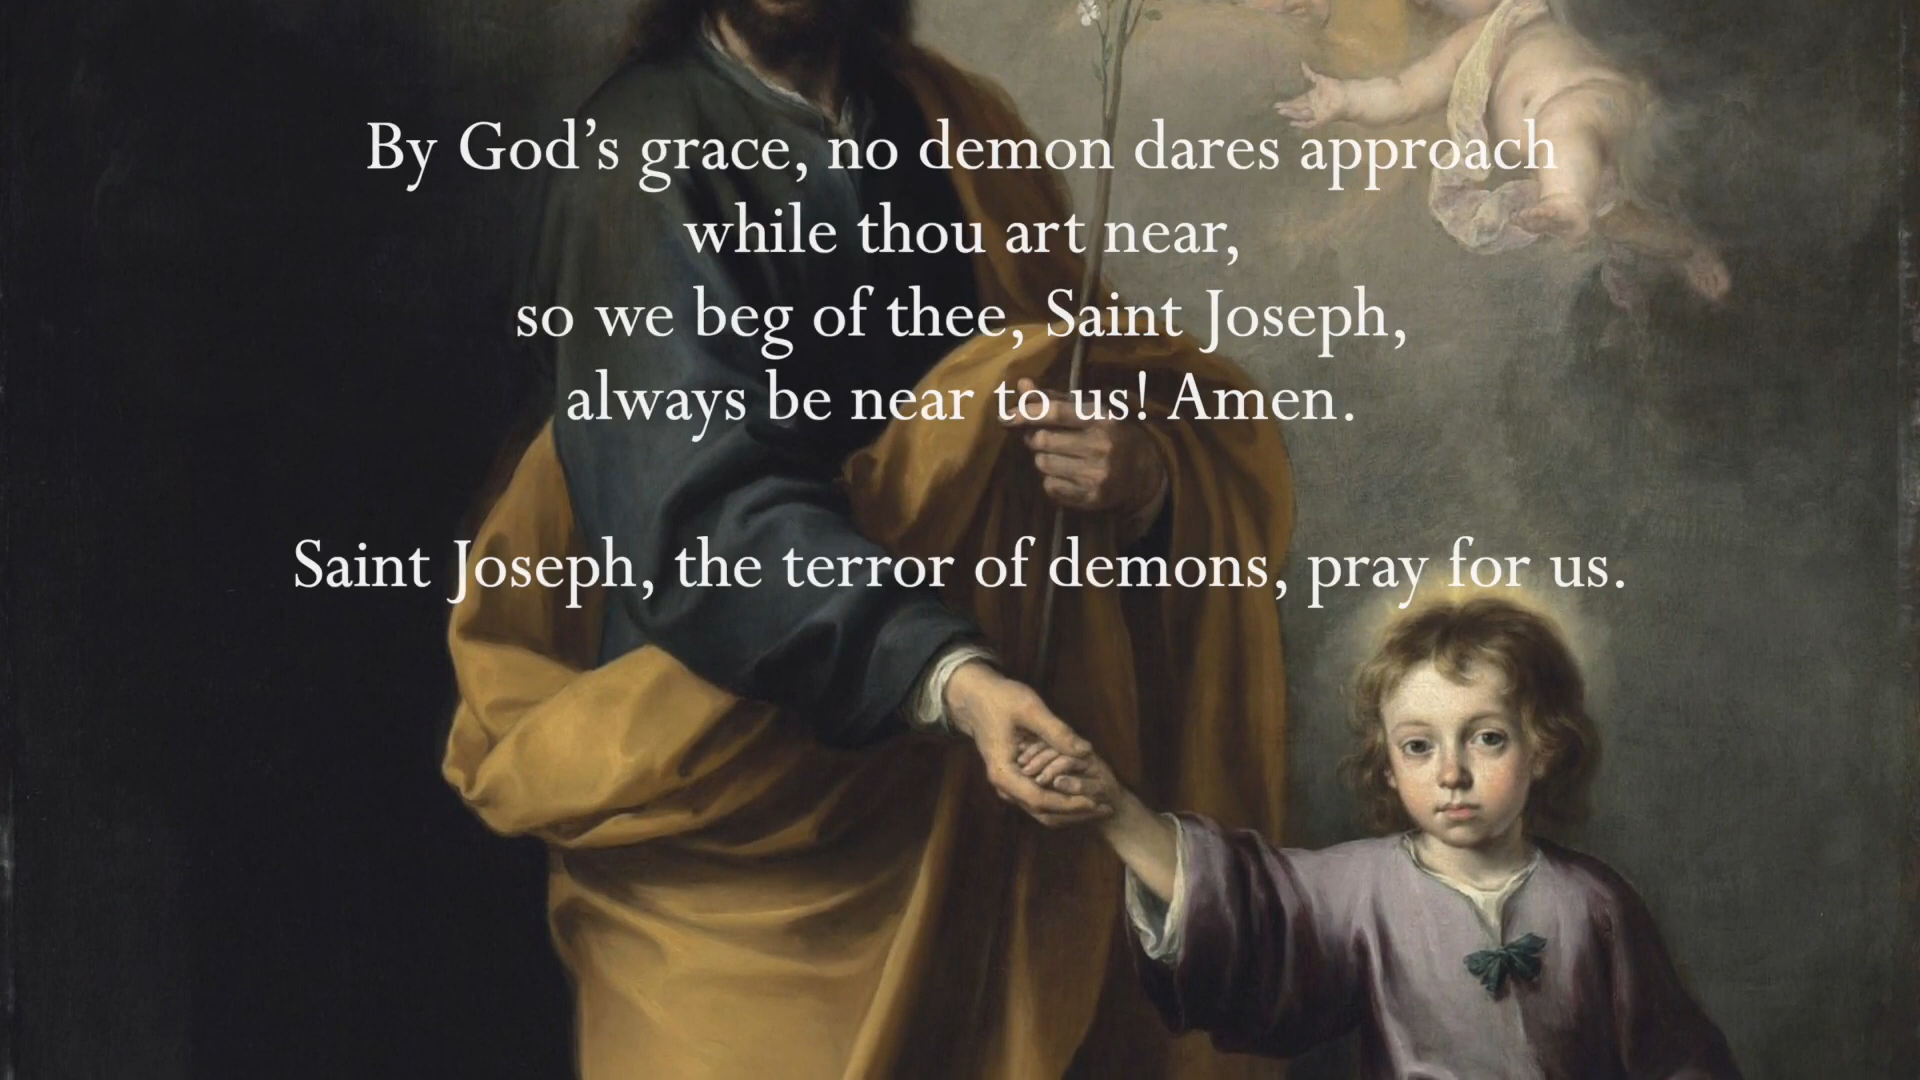 By God’s grace, no demon dares approach
while thou art near,
so we beg of thee, Saint Joseph,
always be near to us! Amen.
Saint Joseph, the terror of demons, pray for us.